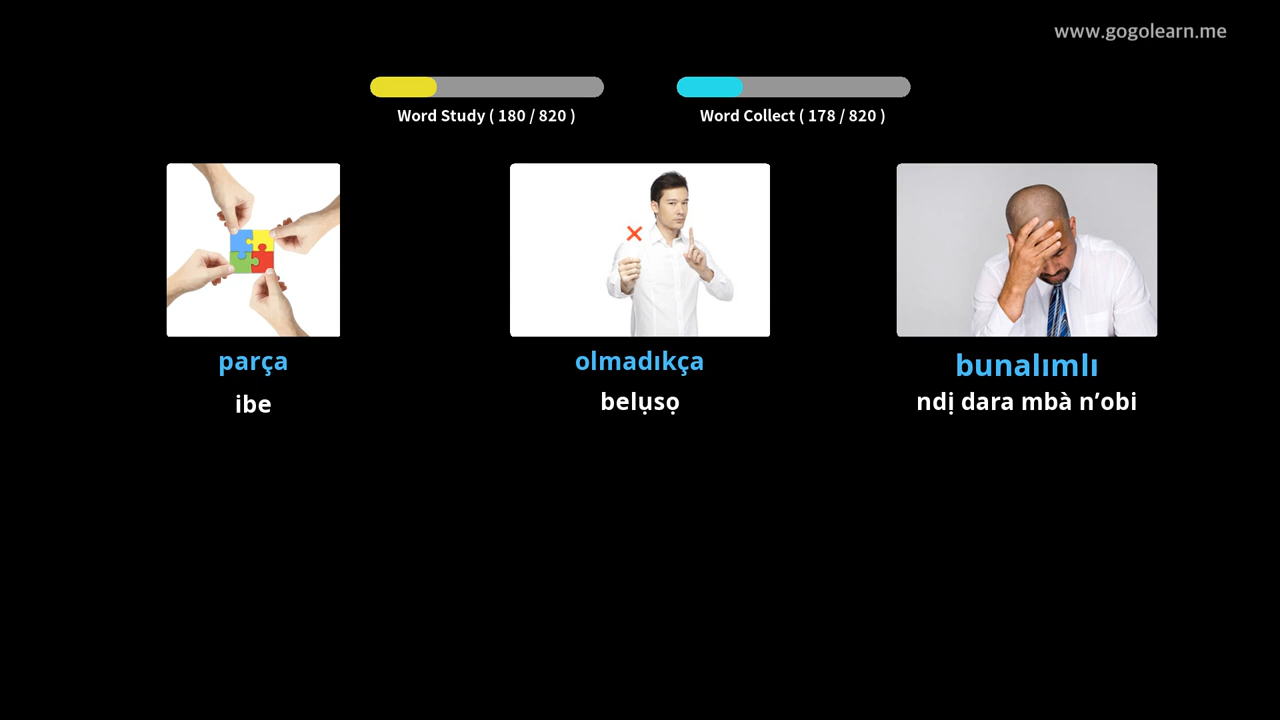 www.gogolearn.me
Word Study ( 180 / 820 )
Word Collect ( 178 / 820 )
parça
ibe
olmadıkça
belụsọ
bunalımlı
ndị dara mbà n’obi